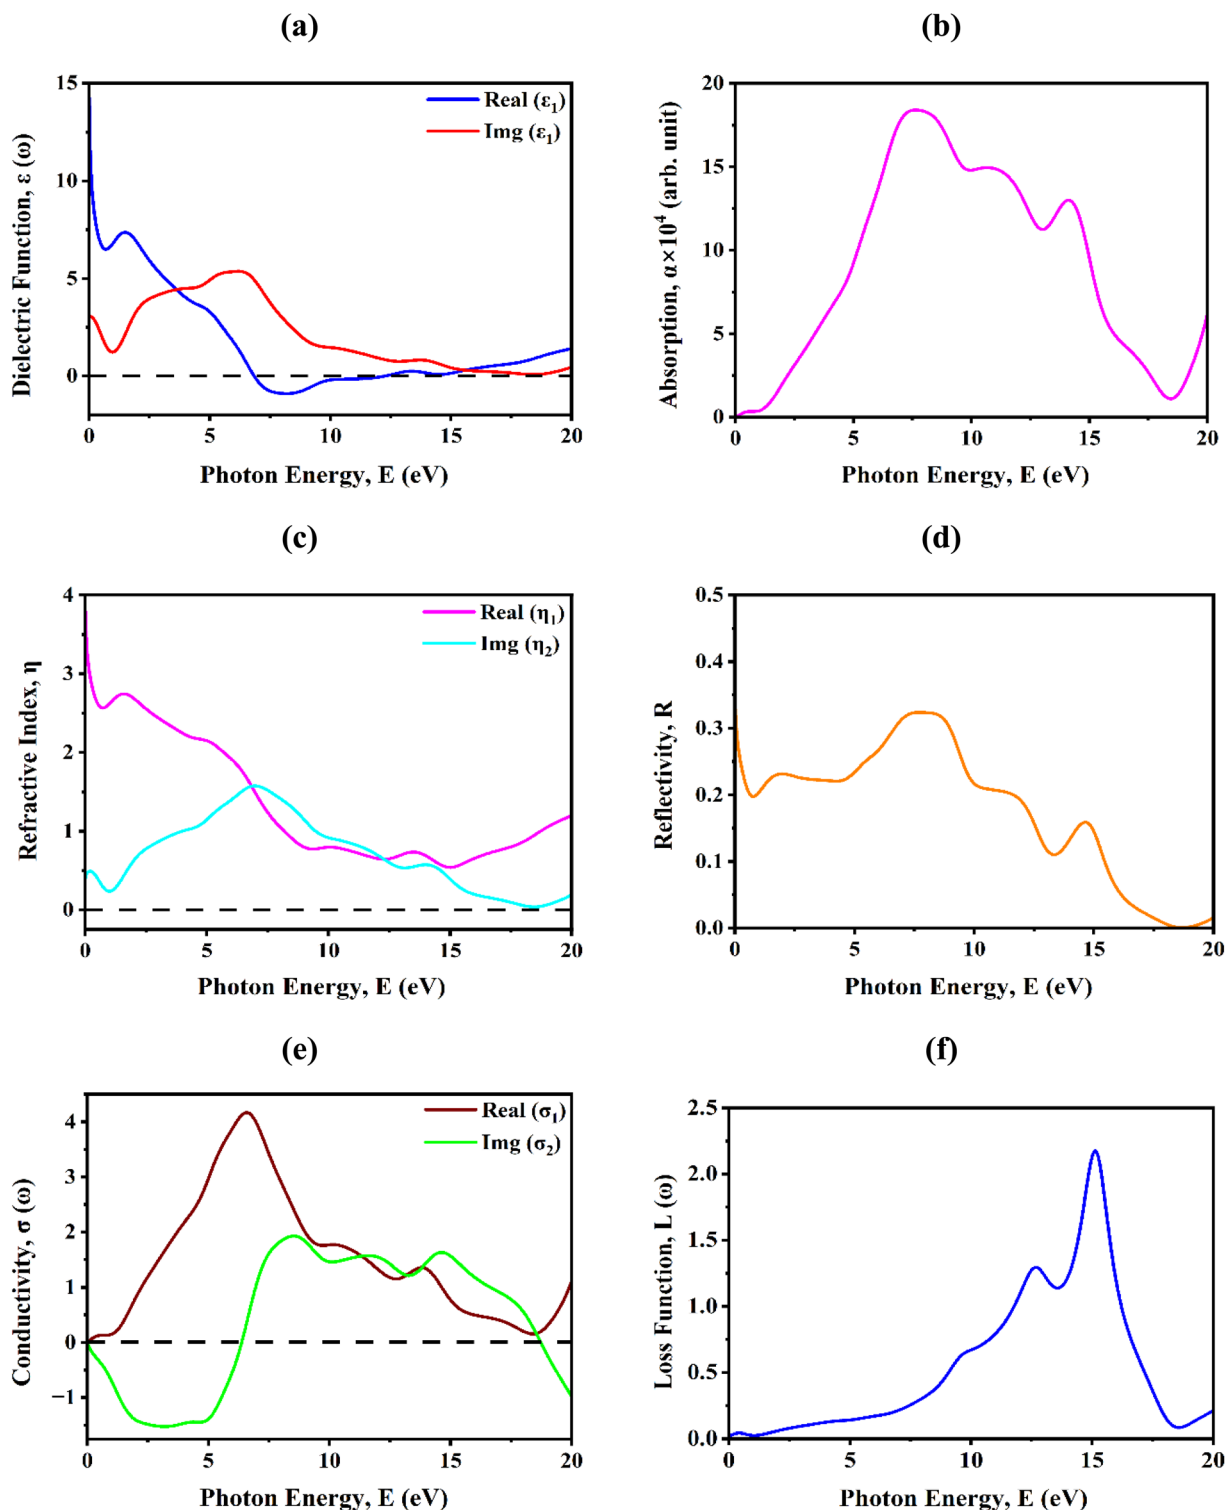 (a)
15
10
5
0
0
5
10
15
20
Dielectric Function, ε (ω)
Photon Energy, E (eV)
Real (ε₁)
Img (ε₁)
(b)
20
15
10
5
0
0
5
10
15
20
Absorption, α×10⁴ (arb. unit)
Photon Energy, E (eV)
(c)
4
3
2
1
0
0
5
10
15
20
Refractive Index, η
Photon Energy, E (eV)
Real (η₁)
Img (η₂)
(d)
0.5
0.4
0.3
0.2
0.1
0.0
0
5
10
15
20
Reflectivity, R
Photon Energy, E (eV)
(e)
4
3
2
1
0
−1
0
5
10
15
20
Conductivity, σ (ω)
Photon Energy, E (eV)
Real (σ₁)
Img (σ₂)
(f)
2.5
2.0
1.5
1.0
0.5
0.0
0
5
10
15
20
Loss Function, L (ω)
Photon Energy, E (eV)